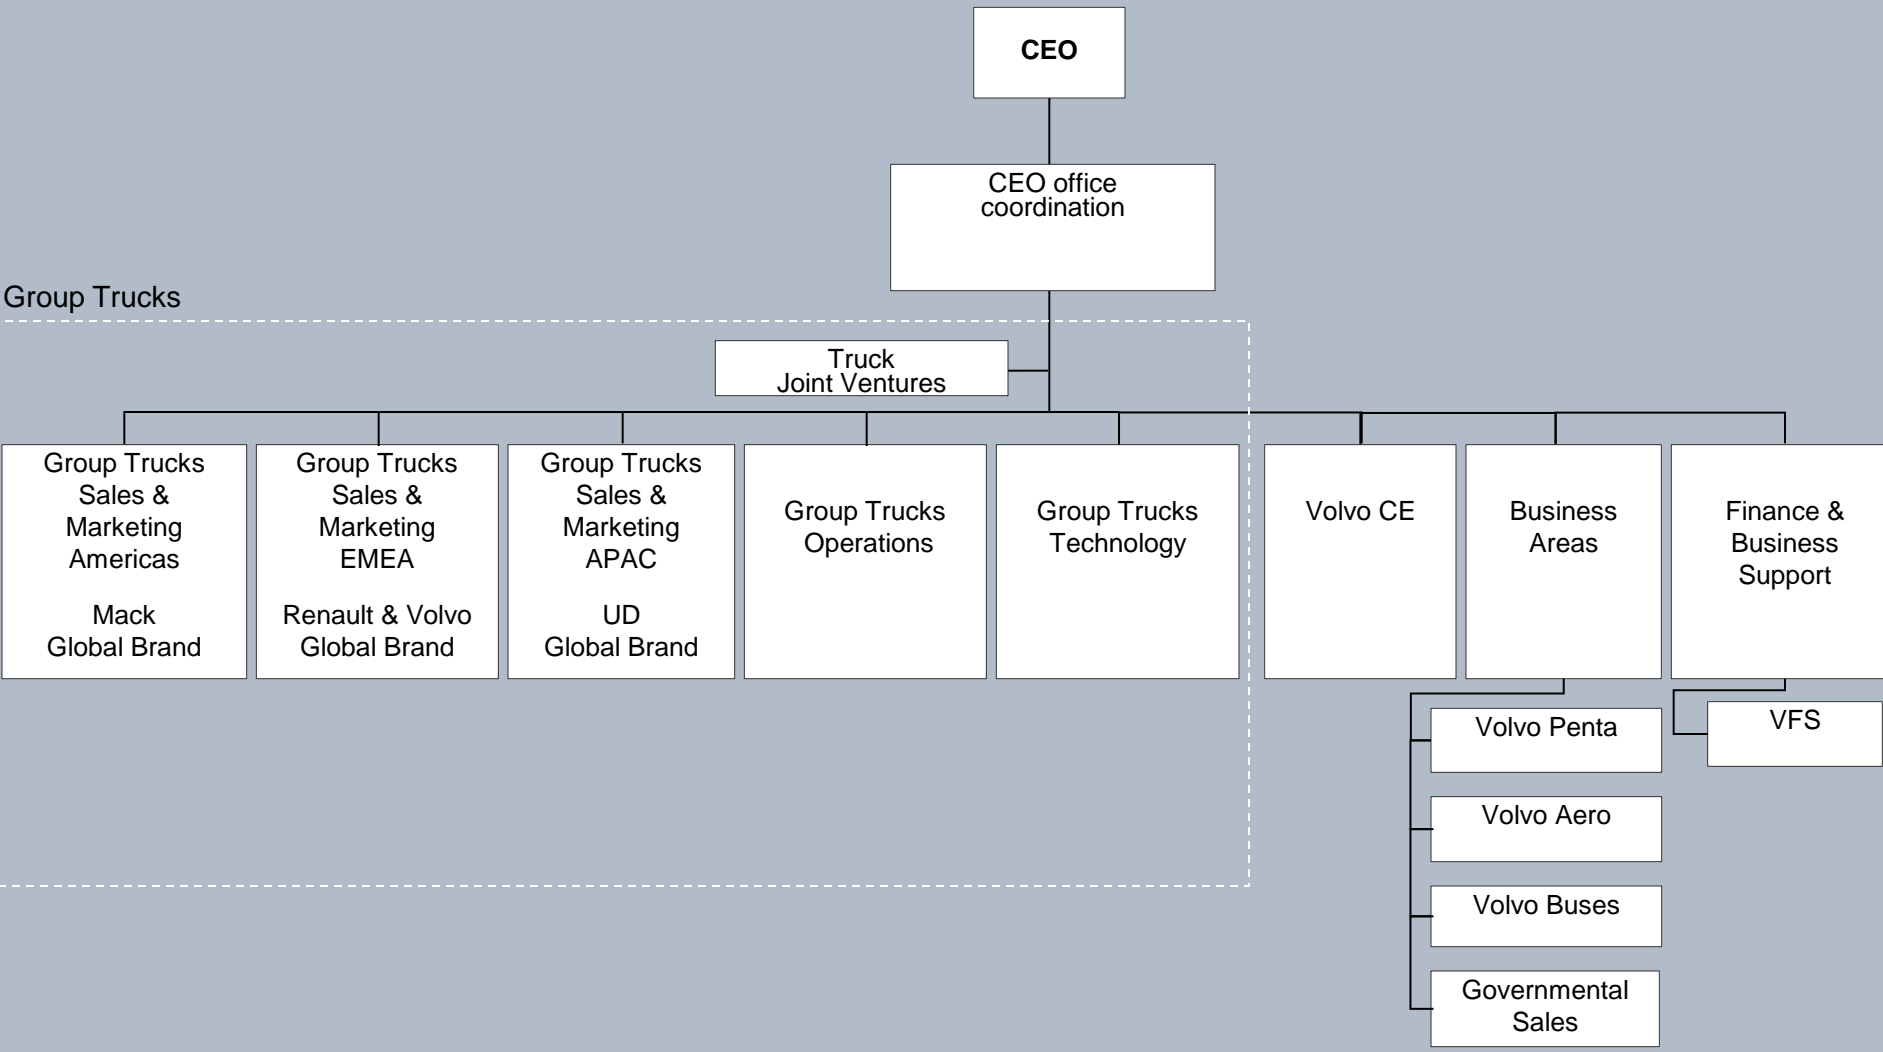 CEO
CEO office
coordination
Group Trucks
Truck
Joint Ventures
Group Trucks
Sales &
Marketing
Americas
Mack
Global Brand
Group Trucks
Sales &
Marketing
EMEA
Renault & Volvo
Global Brand
Group Trucks
Sales &
Marketing
APAC
UD
Global Brand
Group Trucks
Operations
Group Trucks
Technology
Volvo CE
Business
Areas
Finance &
Business
Support
Volvo Penta
Volvo Aero
Volvo Buses
Governmental
Sales
VFS